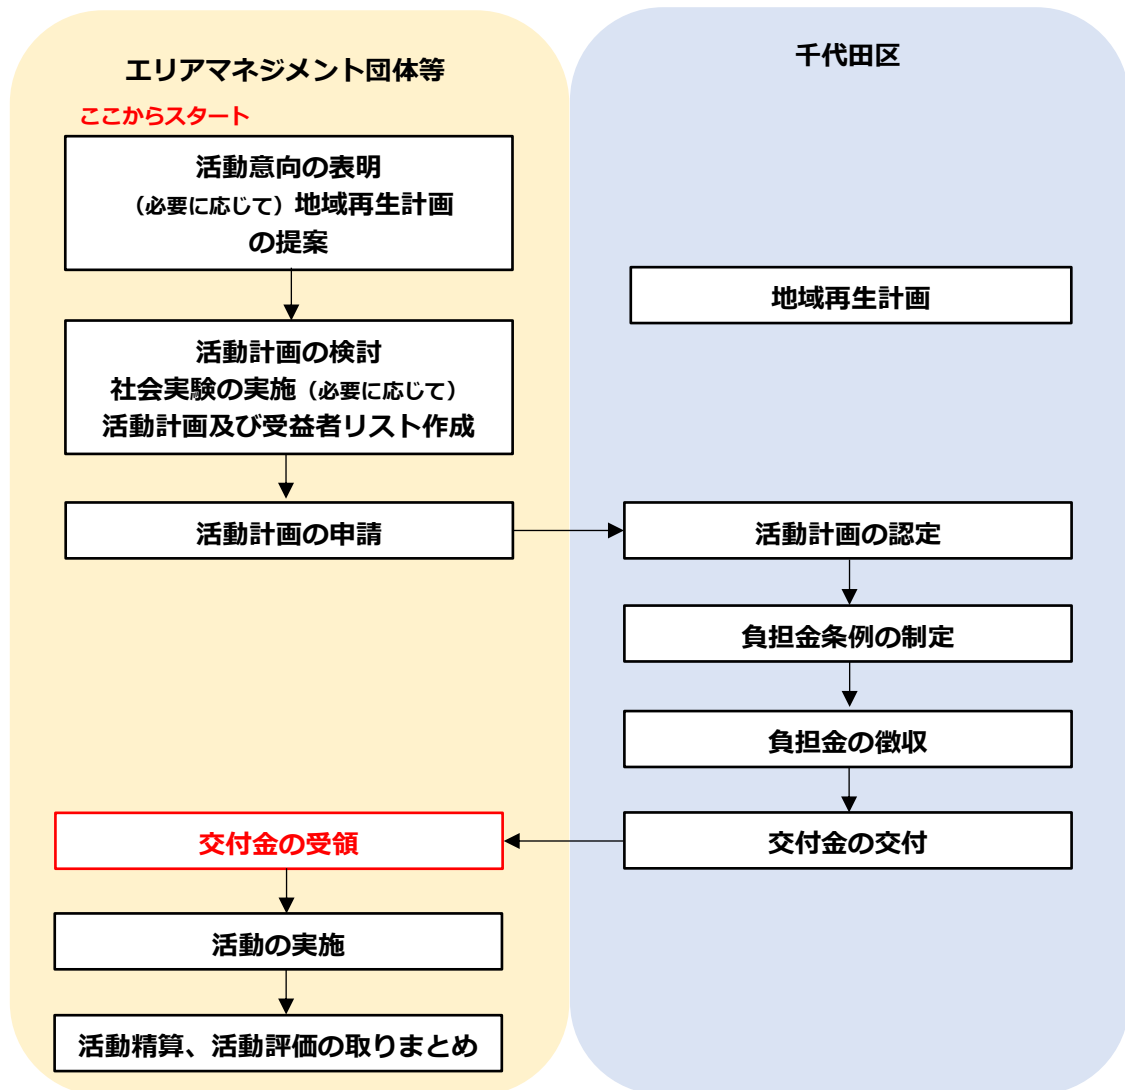 エリアマネジメント団体等
ここからスタート
活動意向の表明
（必要に応じて）地域再生計画
の提案
活動計画の検討
社会実験の実施（必要に応じて）
活動計画及び受益者リスト作成
活動計画の申請
交付金の受領
活動の実施
活動精算、活動評価の取りまとめ
千代田区
地域再生計画
活動計画の認定
負担金条例の制定
負担金の徴収
交付金の交付